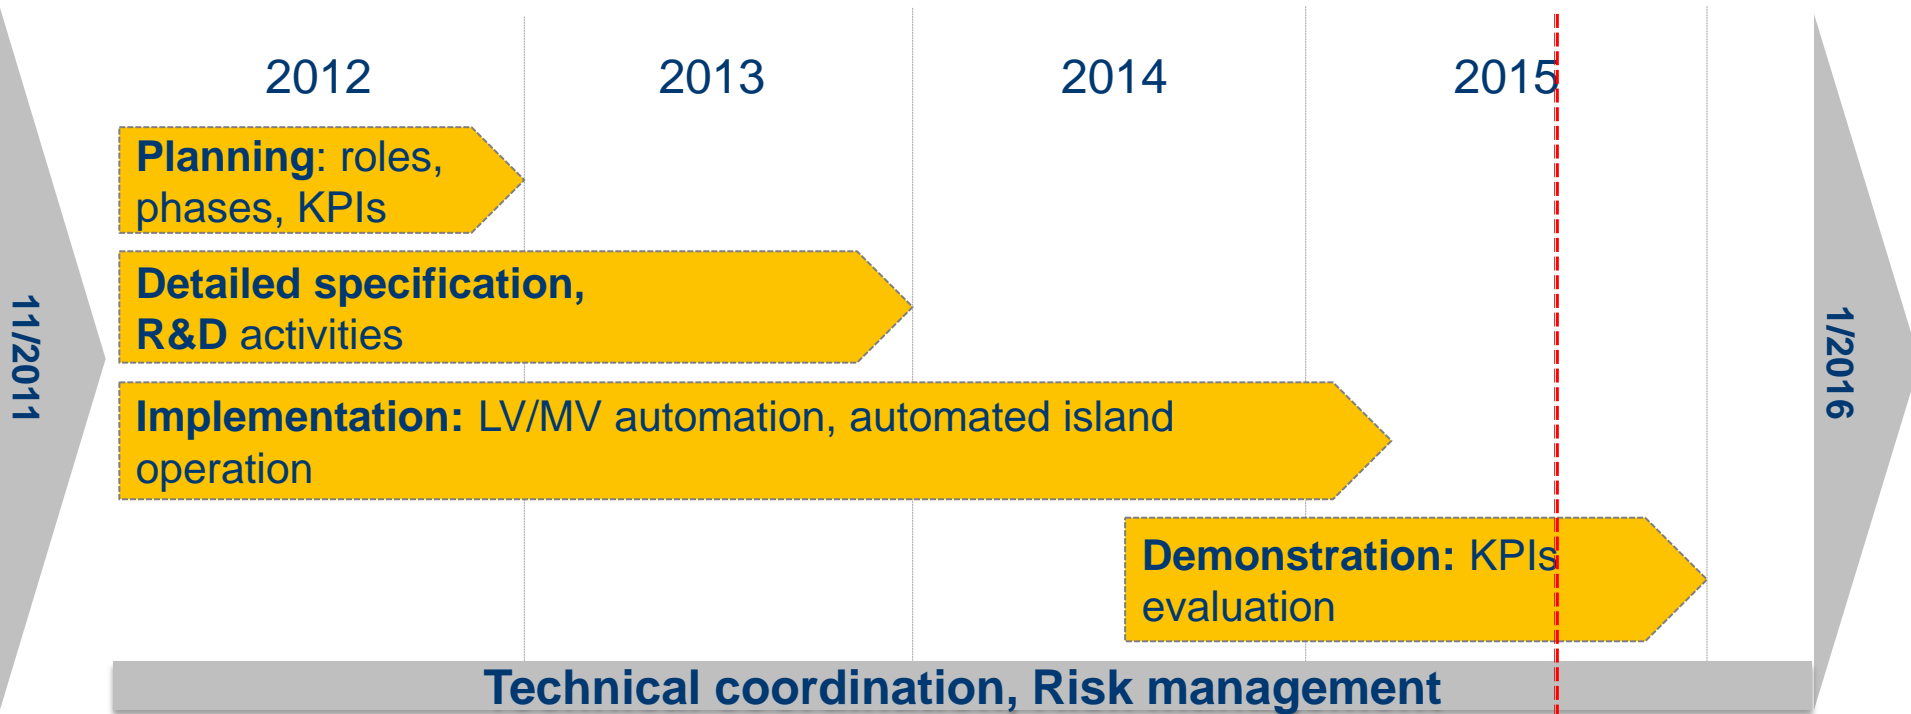 2012
2013
2014
2015
Planning: roles,
phases, KPIs
Detailed specification,
R&D activities
Implementation: LV/MV automation, automated island
operation
Demonstration: KPIs
evaluation
Technical coordination, Risk management
11/2011
1/2016